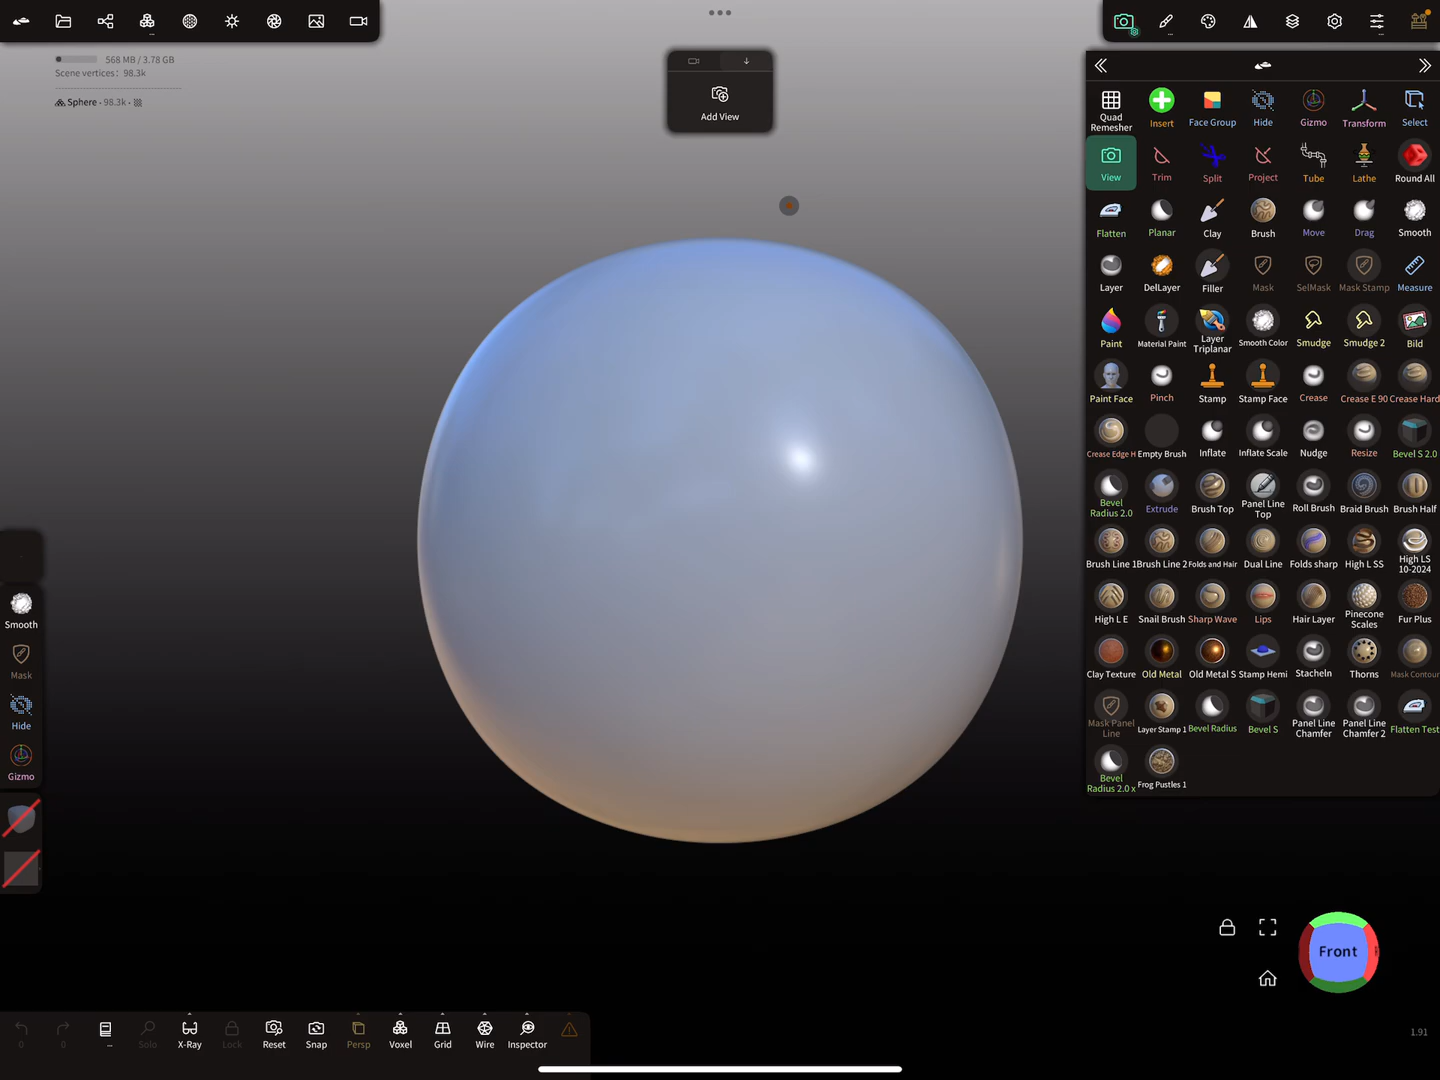 568 MB / 3.78 GB
Scene vertices: 98.3k
Sphere • 98.3k •
Add View
Quad Remesher
Insert
Face Group
Hide
Gizmo
Transform
Select
View
Trim
Split
Project
Tube
Lathe
Round All
Flatten
Planar
Clay
Brush
Move
Drag
Smooth
Layer
DelLayer
Filler
Mask
SelMask
Mask Stamp
Measure
Paint
Material Paint
Layer Triplanar
Smooth Color
Smudge
Smudge 2
Bild
Paint Face
Pinch
Stamp
Stamp Face
Crease
Crease E 90
Crease Hard
Crease Edge H
Empty Brush
Inflate
Inflate Scale
Nudge
Resize
Bevel S 2.0
Bevel Radius 2.0
Extrude
Brush Top
Panel Line Top
Roll Brush
Braid Brush
Brush Half
Brush Line 1
Brush Line 2
Folds and Hair
Dual Line
Folds sharp
High L SS
High LS 10-2024
High L E
Snail Brush
Sharp Wave
Lips
Hair Layer
Pinecone Scales
Fur Plus
Clay Texture
Old Metal
Old Metal S
Stamp Hemi
Stacheln
Thorns
Mask Contour
Mask Panel Line
Layer Stamp 1
Bevel Radius
Bevel S
Panel Line Chamfer
Panel Line Chamfer 2
Flatten Test
Bevel Radius 2.0 x
Frog Pustles 1
Smooth
Mask
Hide
Gizmo
Front
0
0
...
Solo
X-Ray
Lock
Reset
Snap
Persp
Voxel
Grid
Wire
Inspector
1.91